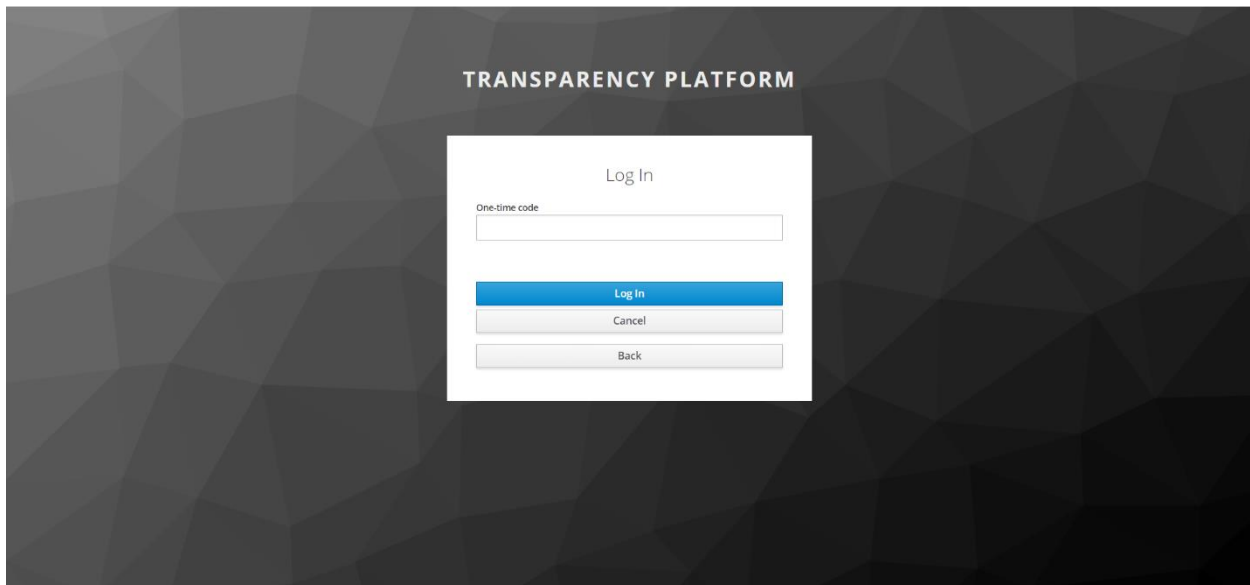 TRANSPARENCY PLATFORM
Log In
One-time code
Log In
Cancel
Back